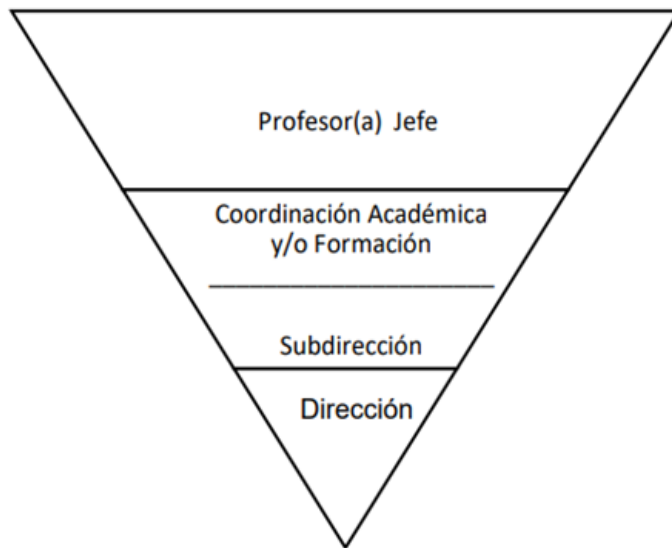 Profesor(a) Jefe
Coordinación Académica
y/o Formación
Subdirección
Dirección